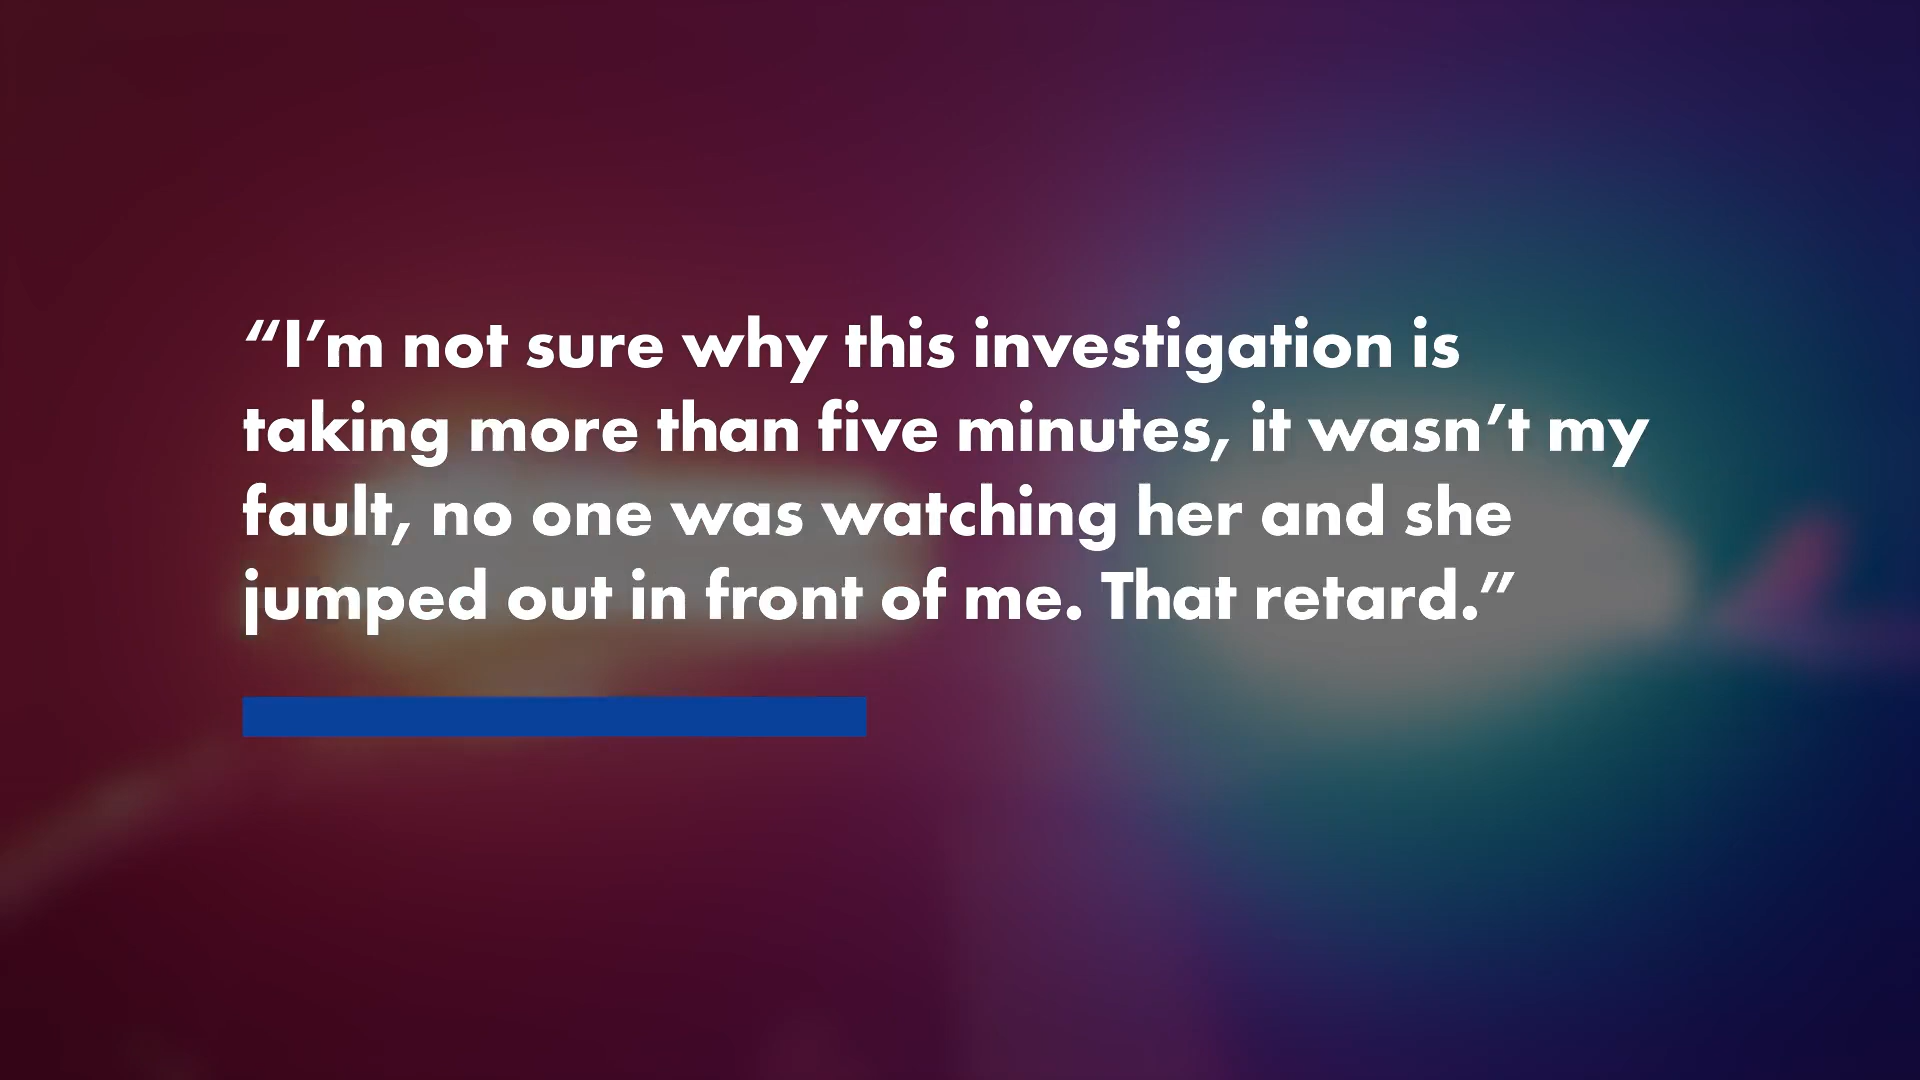 “I’m not sure why this investigation is
taking more than five minutes, it wasn’t my
fault, no one was watching her and she
jumped out in front of me. That retard.”